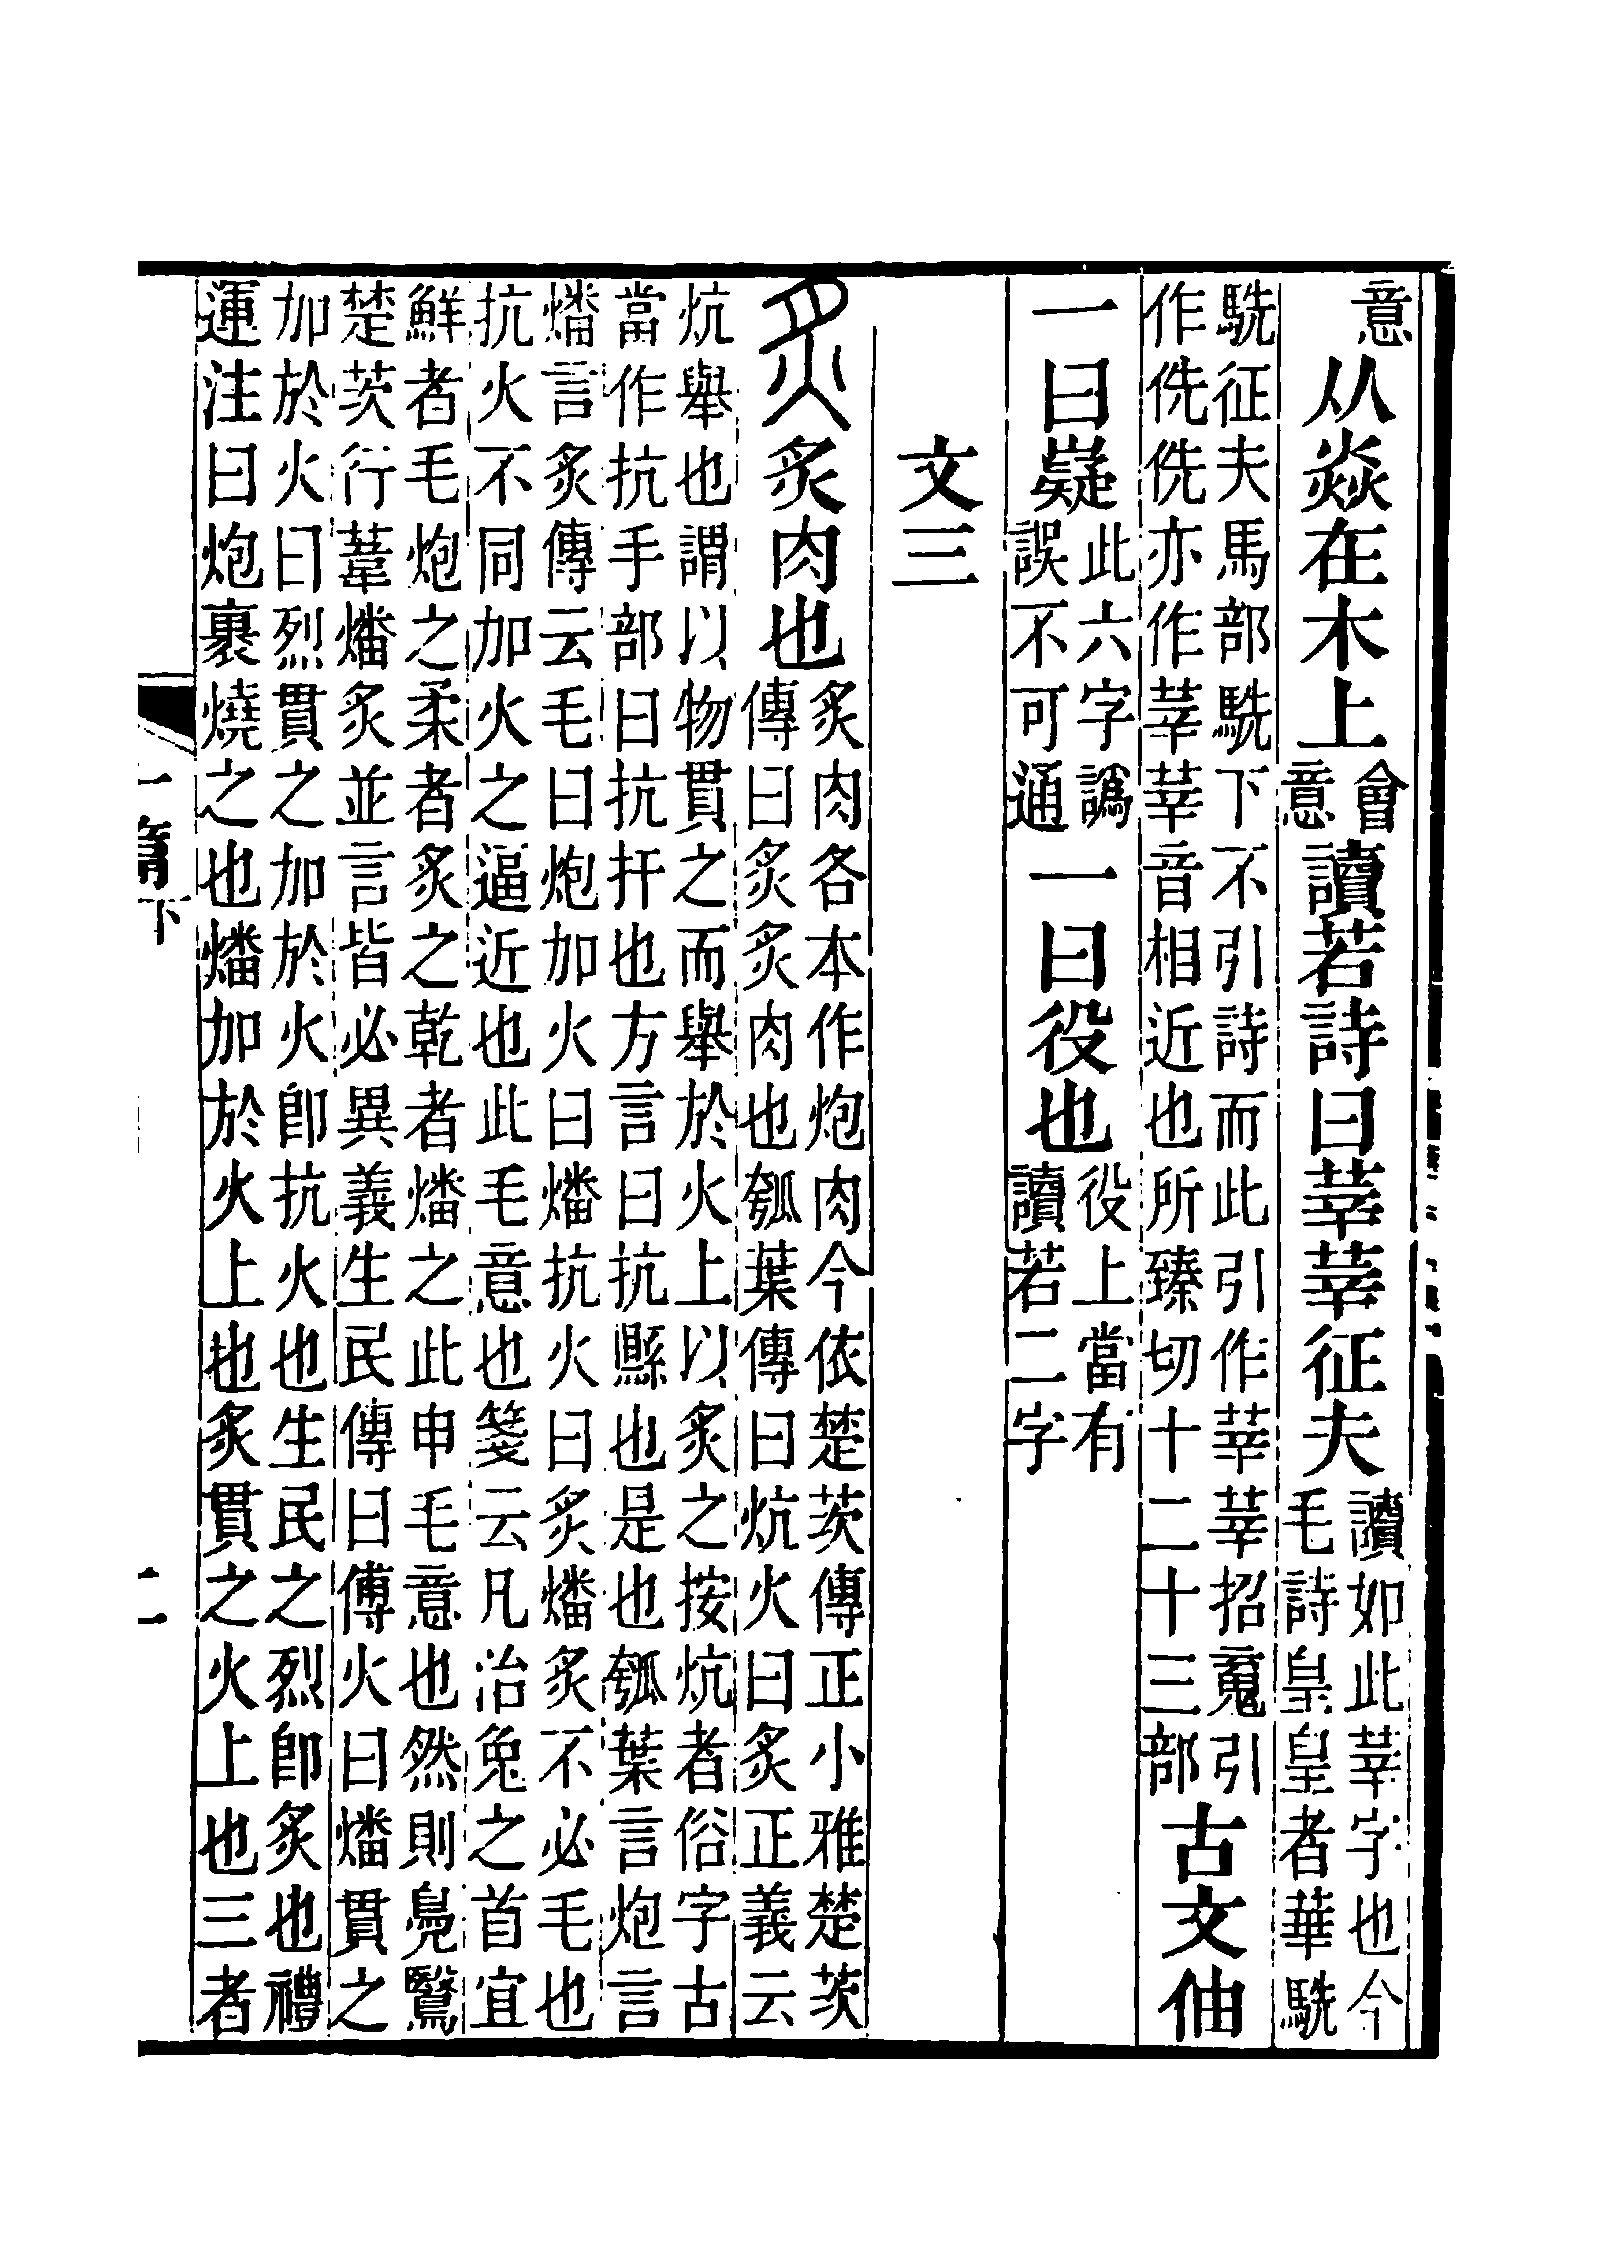 意从焱在木上會意讀若詩曰莘莘征夫讀如此莘字也今毛詩皇皇者華駪
駪征夫馬部駪下不引詩而此引作莘莘招䰟引
作侁侁亦作莘莘音相近也所臻切十二十三部古文伷
一曰嶷此六字譌誤不可通一曰役也役上當有讀若二字
文三
炙炙肉也炙肉各本作炮肉今依楚茨傳正小雅楚茨
傳曰炙炙肉也瓠葉傳曰炕火曰炙正義云
炕舉也謂以物貫之而舉於火上以炙之按炕者俗字古
當作抗手部曰抗扞也方言曰抗縣也是也瓠葉言炮言
燔言炙傳云毛曰炮加火曰燔抗火曰炙燔炙不必毛也
抗火不同加火之逼近也此毛意也箋云凡治兔之首宜
鮮者毛炮之柔者炙之乾者燔之此申毛意也然則鳧鷖
楚茨行葦燔炙並言皆必異義生民傳曰傅火曰燔貫之
加於火曰烈貫之加於火卽抗火也生民之烈卽炙也禮
運注曰炮裹燒之也燔加於火上也炙貫之火上也三者
篇下
二